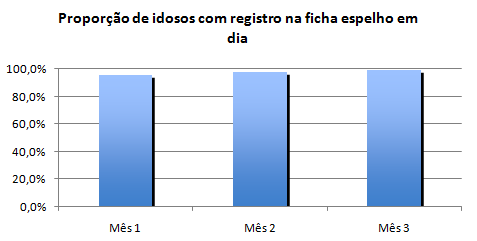 Proporção de idosos com registro na ficha espelho em
dia
100,0%
80,0%
60,0%
40,0%
20,0%
0,0%
Mês 1
Mês 2
Mês 3